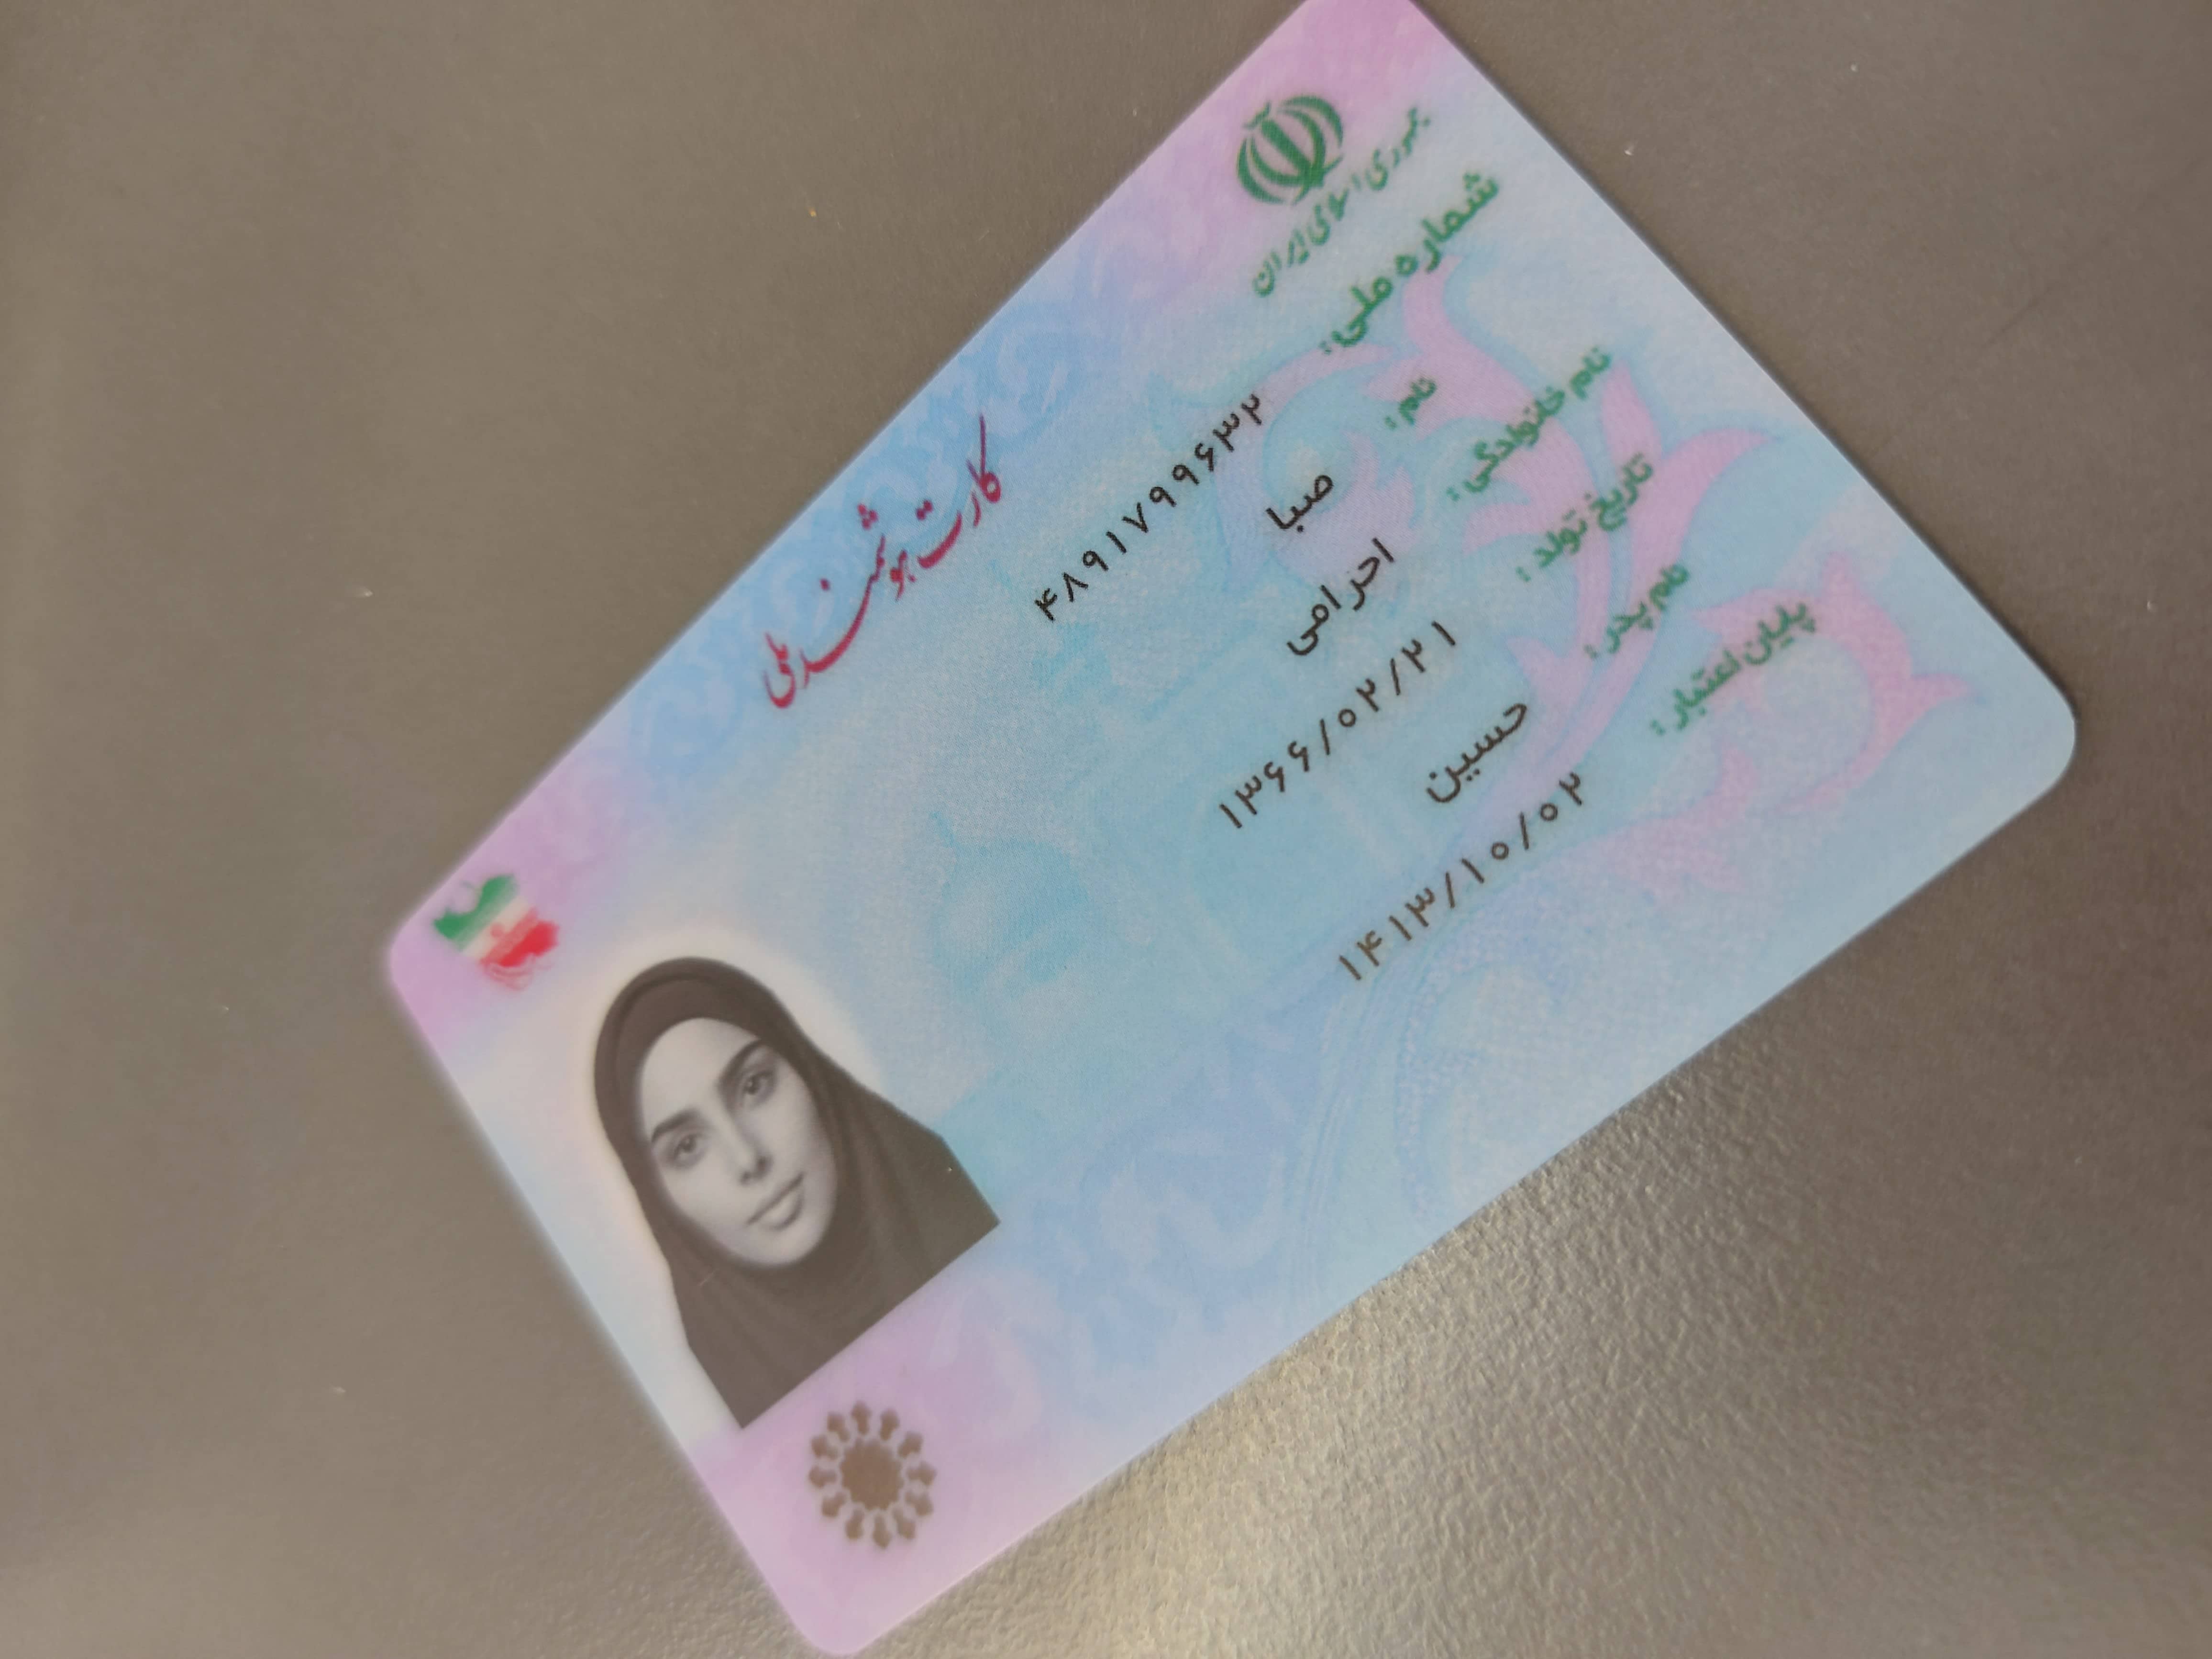 جمهوری اسلامی ایران
کارت هوشمند ملی
شماره ملی: ۴۸۹۱۷۹۹۶۳۲
نام: صبا
نام خانوادگی: احرامی
تاریخ تولد: ۱۳۶۶/۰۲/۲۱
نام پدر: حسین
پایان اعتبار: ۱۴۱۳/۱۰/۰۲